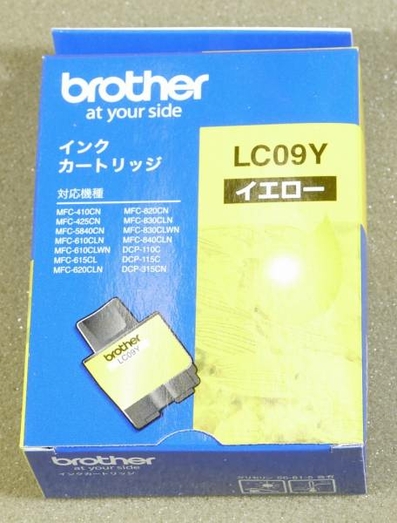 brother
at your side
インク
カートリッジ
対応機種
MFC-410CN
MFC-425CN
MFC-5840CN
MFC-610CLN
MFC-610CLWN
MFC-615CL
MFC-620CLN
MFC-820CN
MFC-830CLN
MFC-830CLWN
MFC-840CLN
DCP-110C
DCP-115C
DCP-315CN
LC09Y
イエロー
brother
LC09Y
brother
at your side
インクカートリッジ